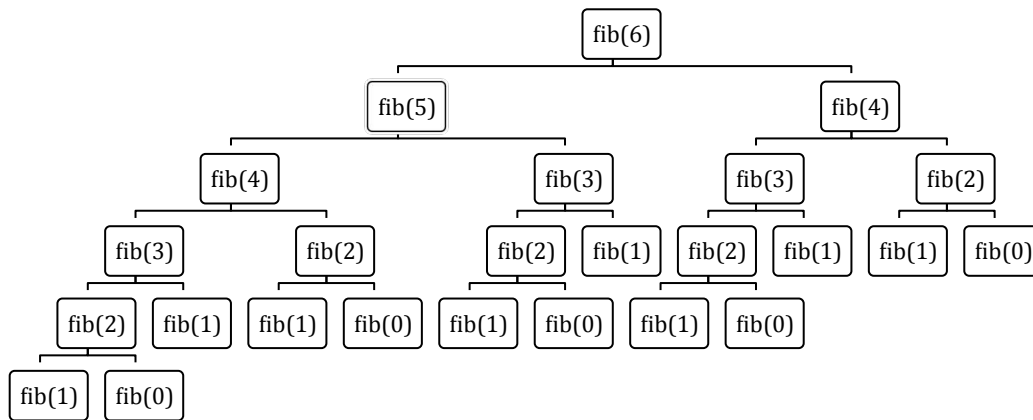 fib(6)
fib(5) fib(4)
fib(4) fib(3) fib(3) fib(2)
fib(3) fib(2) fib(2) fib(1) fib(2) fib(1) fib(1) fib(0)
fib(2) fib(1) fib(1) fib(0) fib(1) fib(0) fib(1) fib(0)
fib(1) fib(0)